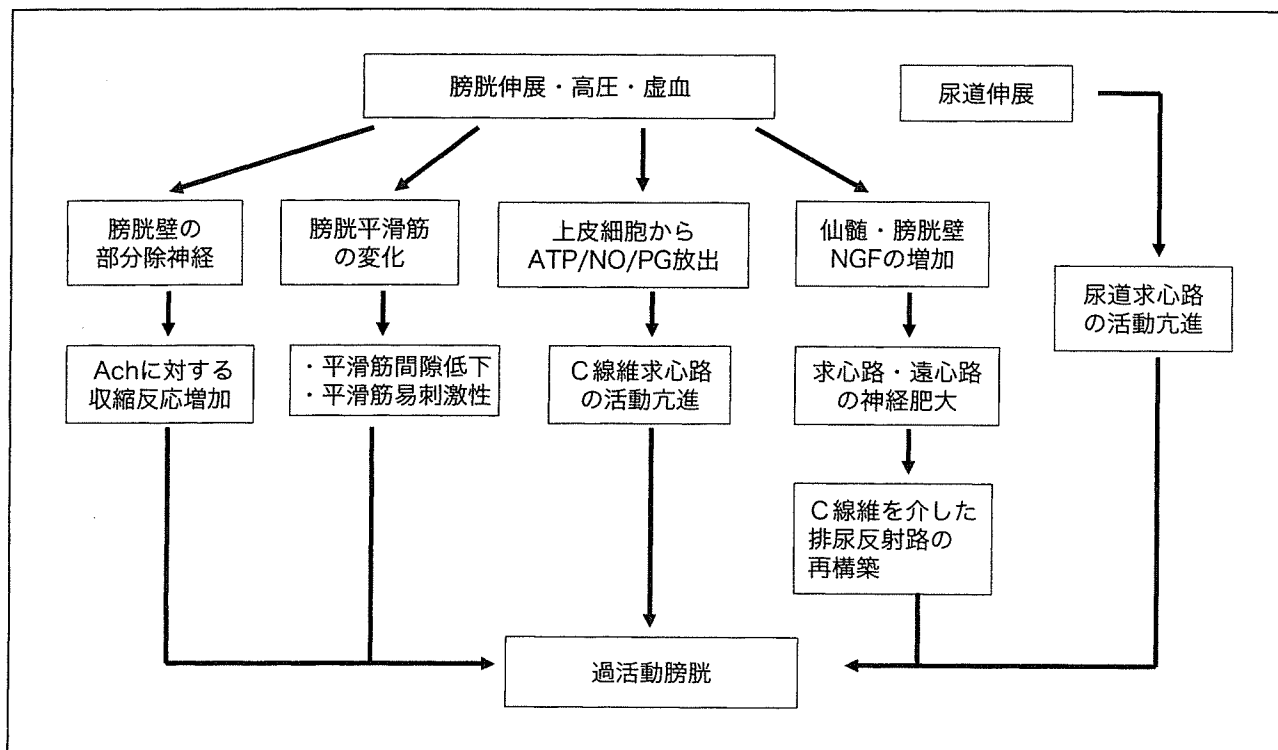 膀胱伸展・高圧・虚血
尿道伸展
膀胱壁の
部分除神経
膀胱平滑筋
の変化
上皮細胞から
ATP/NO/PG放出
仙髄・膀胱壁
NGFの増加
尿道求心路
の活動亢進
Achに対する
収縮反応増加
・平滑筋間隙低下
・平滑筋易刺激性
C線維求心路
の活動亢進
求心路・遠心路
の神経肥大
C線維を介した
排尿反射路の
再構築
過活動膀胱